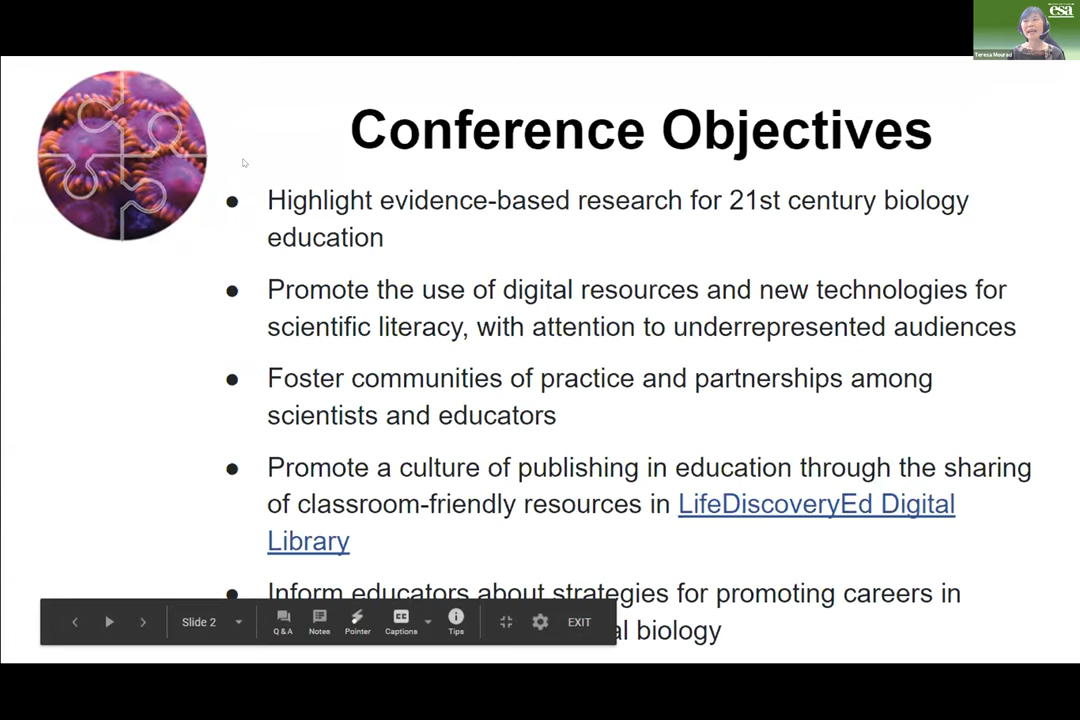 esa
Teresa Mourad
Conference Objectives
● Highlight evidence-based research for 21st century biology
education
● Promote the use of digital resources and new technologies for
scientific literacy, with attention to underrepresented audiences
● Foster communities of practice and partnerships among
scientists and educators
● Promote a culture of publishing in education through the sharing
of classroom-friendly resources in LifeDiscoveryEd Digital
Library
● Inform educators about strategies for promoting careers in
biology
Slide 2
Q&A
Notes
Pointer
Captions
Tips
EXIT